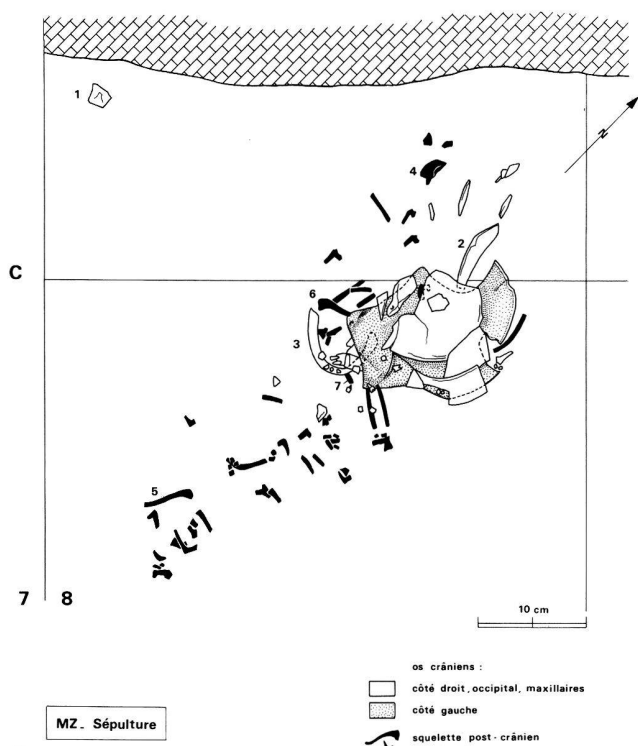 1
N
4
2
C
6
3
7
5
7 8
10 cm
os crâniens :
côté droit, occipital, maxillaires
côté gauche
squelette post-crânien
MZ_ Sépulture